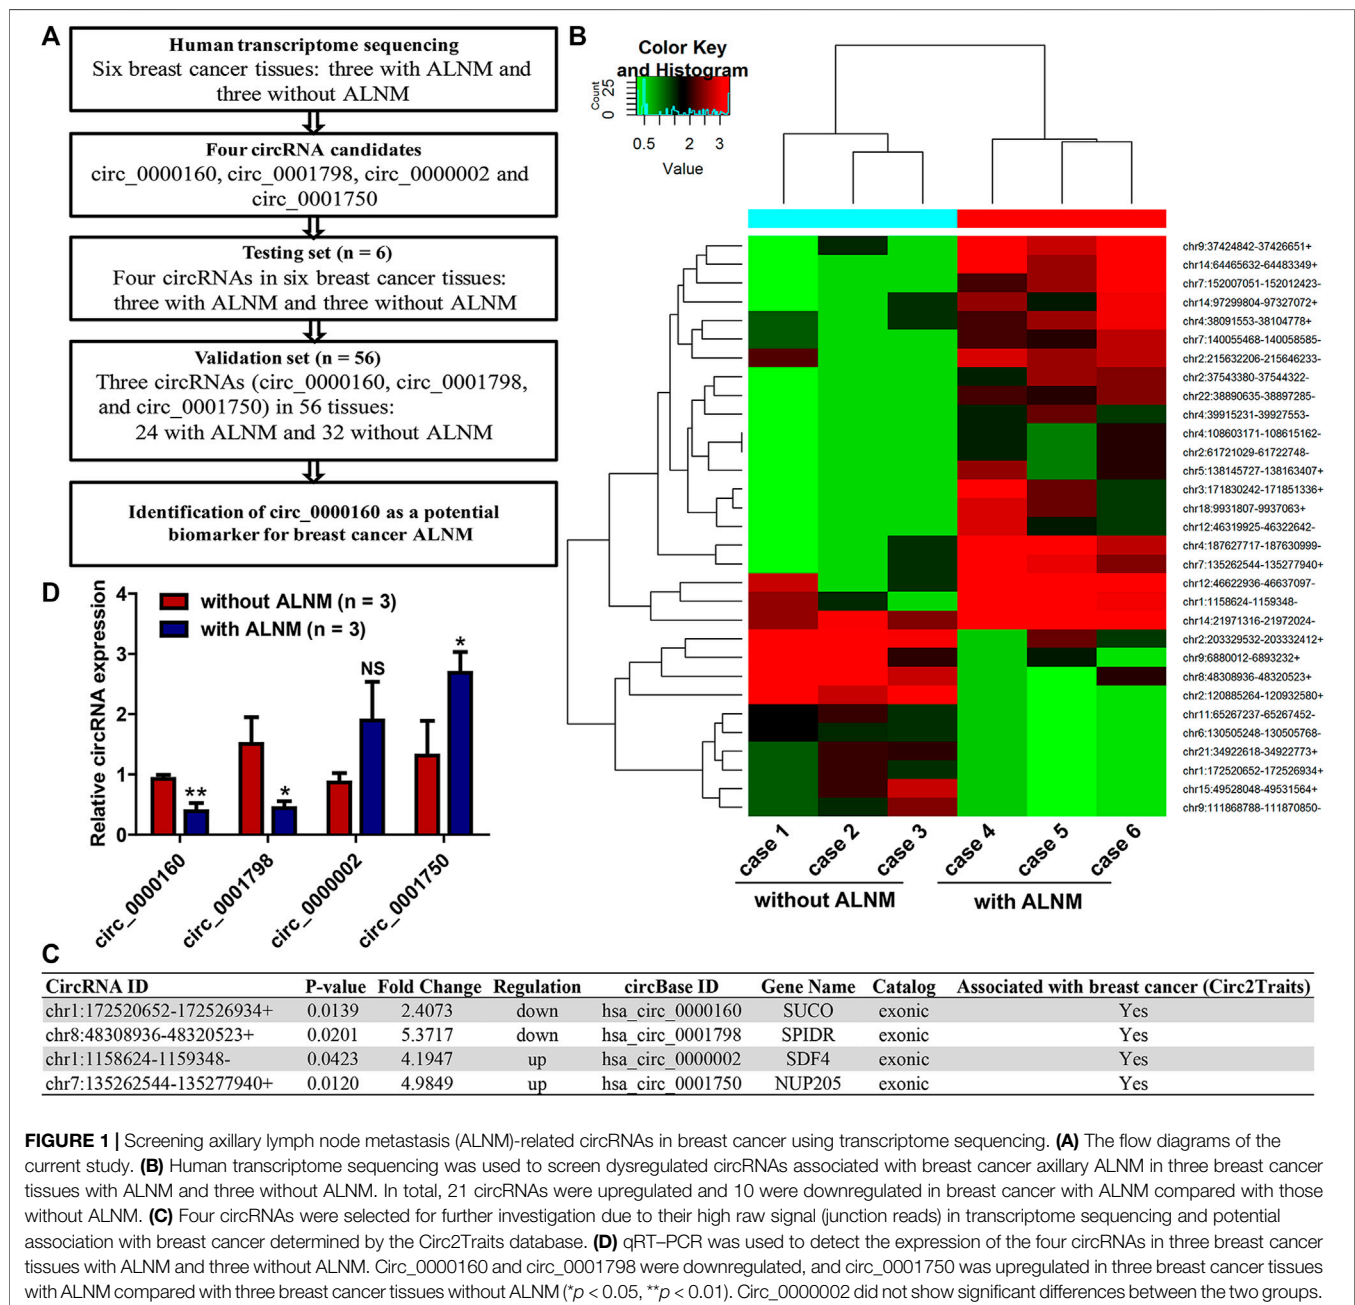 A
Human transcriptome sequencing
Six breast cancer tissues: three with ALNM and
three without ALNM
Four circRNA candidates
circ_0000160, circ_0001798, circ_0000002 and
circ_0001750
Testing set (n = 6)
Four circRNAs in six breast cancer tissues:
three with ALNM and three without ALNM
Validation set (n = 56)
Three circRNAs (circ_0000160, circ_0001798,
and circ_0001750) in 56 tissues:
24 with ALNM and 32 without ALNM
Identification of circ_0000160 as a potential
biomarker for breast cancer ALNM
B
Color Key
and Histogram
Count
0 25
0.5 2 3
Value
chr9:37424842-37426651+
chr14:64465632-64483349+
chr7:152007051-152012423-
chr14:97299804-97327072+
chr4:38091553-38104778+
chr7:140055468-140058585-
chr2:215632206-215646233-
chr2:37543380-37544322-
chr22:38890635-38897285-
chr4:39915231-39927553-
chr4:108603171-108615162-
chr2:61721029-61722748-
chr5:138145727-138163407+
chr3:171830242-171851336+
chr18:9931807-9937063+
chr12:46319925-46322642-
chr4:187627717-187630999-
chr7:135262544-135277940+
chr12:46622936-46637097-
chr1:1158624-1159348-
chr14:21971316-21972024-
chr2:203329532-203332412+
chr9:6880012-6893232+
chr8:48308936-48320523+
chr2:120885264-120932580+
chr11:65267237-65267452-
chr6:130505248-130505768-
chr21:34922618-34922773+
chr1:172520652-172526934+
chr15:49528048-49531564+
chr9:111868788-111870850-
case 1 case 2 case 3 case 4 case 5 case 6
without ALNM with ALNM
D
Relative circRNA expression
4
3
2
1
0
without ALNM (n = 3)
with ALNM (n = 3)
** * NS *
circ_0000160 circ_0001798 circ_0000002 circ_0001750
C
CircRNA ID P-value Fold Change Regulation circBase ID Gene Name Catalog Associated with breast cancer (Circ2Traits)
chr1:172520652-172526934+ 0.0139 2.4073 down hsa_circ_0000160 SUCO exonic Yes
chr8:48308936-48320523+ 0.0201 5.3717 down hsa_circ_0001798 SPIDR exonic Yes
chr1:1158624-1159348- 0.0423 4.1947 up hsa_circ_0000002 SDF4 exonic Yes
chr7:135262544-135277940+ 0.0120 4.9849 up hsa_circ_0001750 NUP205 exonic Yes
FIGURE 1 | Screening axillary lymph node metastasis (ALNM)-related circRNAs in breast cancer using transcriptome sequencing. (A) The flow diagrams of the
current study. (B) Human transcriptome sequencing was used to screen dysregulated circRNAs associated with breast cancer axillary ALNM in three breast cancer
tissues with ALNM and three without ALNM. In total, 21 circRNAs were upregulated and 10 were downregulated in breast cancer with ALNM compared with those
without ALNM. (C) Four circRNAs were selected for further investigation due to their high raw signal (junction reads) in transcriptome sequencing and potential
association with breast cancer determined by the Circ2Traits database. (D) qRT–PCR was used to detect the expression of the four circRNAs in three breast cancer
tissues with ALNM and three without ALNM. Circ_0000160 and circ_0001798 were downregulated, and circ_0001750 was upregulated in three breast cancer tissues
with ALNM compared with three breast cancer tissues without ALNM (*p < 0.05, **p < 0.01). Circ_0000002 did not show significant differences between the two groups.